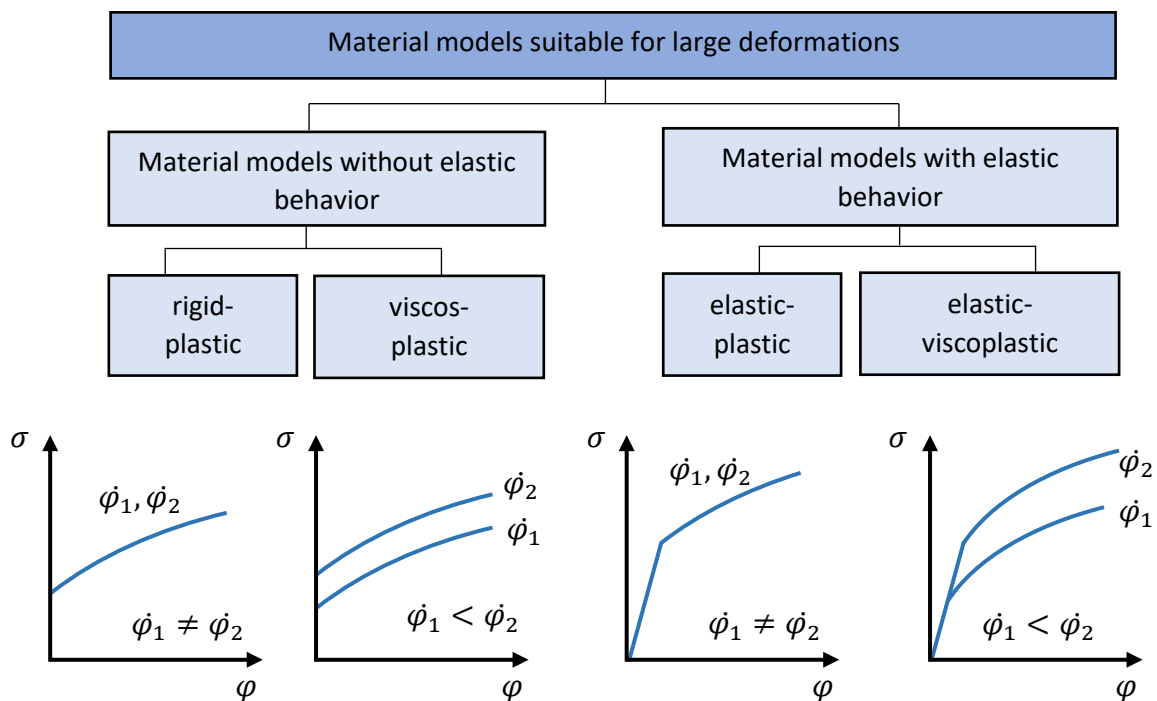 Material models suitable for large deformations
Material models without elastic
behavior
Material models with elastic
behavior
rigid-
plastic
viscos-
plastic
elastic-
plastic
elastic-
viscoplastic
σ
φ̇₁, φ̇₂
φ̇₁ ≠ φ̇₂
φ
σ
φ̇₂
φ̇₁
φ̇₁ < φ̇₂
φ
σ
φ̇₁, φ̇₂
φ̇₁ ≠ φ̇₂
φ
σ
φ̇₂
φ̇₁
φ̇₁ < φ̇₂
φ